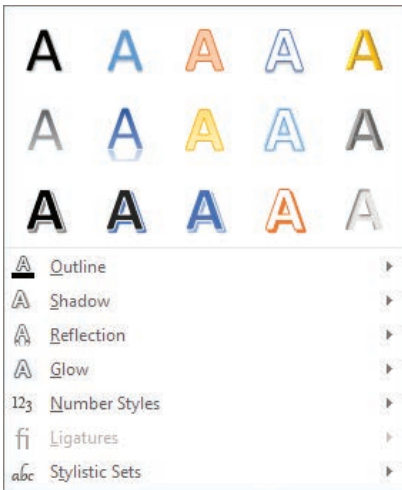 A A A A A
A A A A A
A A A A A
A Outline
A Shadow
A Reflection
A Glow
123 Number Styles
fi Ligatures
abc Stylistic Sets